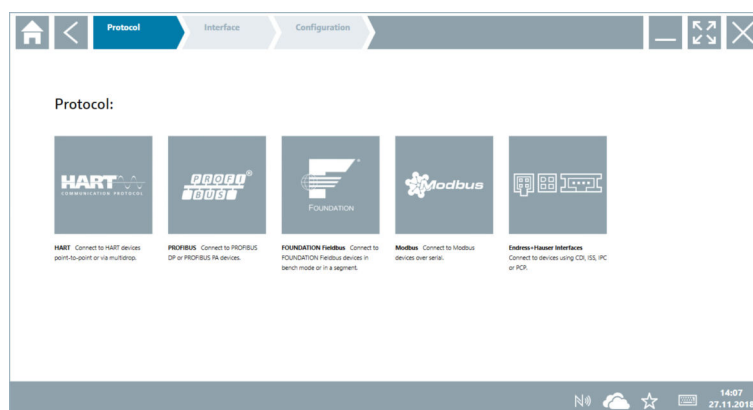 Protocol
Interface
Configuration
Protocol:
HART
COMMUNICATION PROTOCOL
PROFI
BUS
FOUNDATION
Modbus
HART Connect to HART devices
point-to-point or via multidrop.
PROFIBUS Connect to PROFIBUS
DP or PROFIBUS PA devices.
FOUNDATION Fieldbus Connect to
FOUNDATION Fieldbus devices in
bench mode or in a segment.
Modbus Connect to Modbus
devices over serial.
Endress+Hauser Interfaces
Connect to devices using CDI, ISS, IPC
or PCP.
14:07
27.11.2018